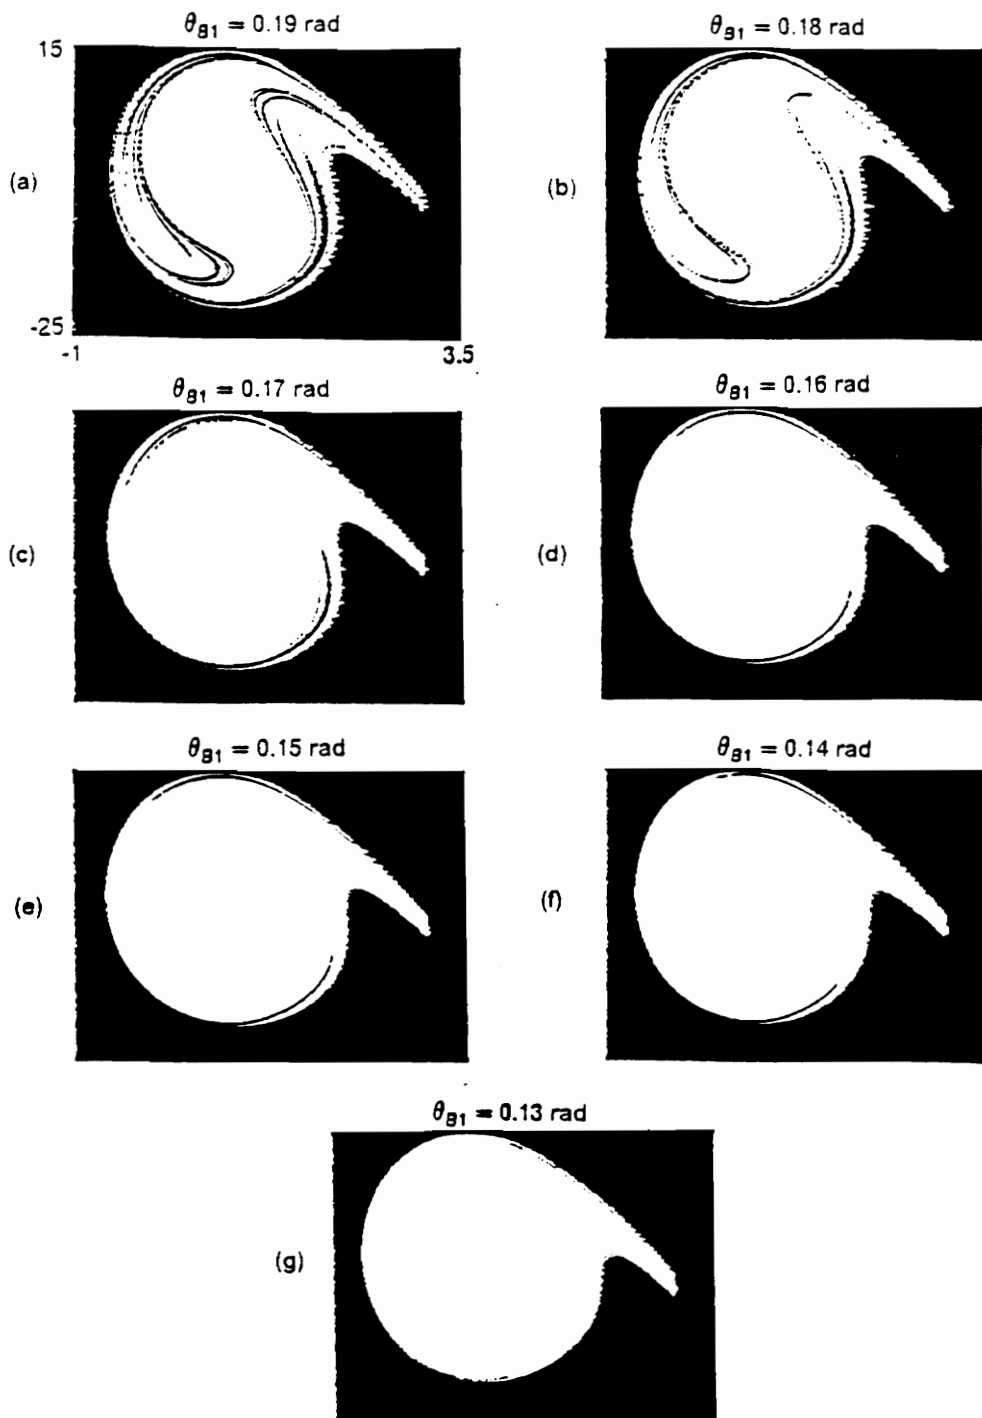 θB1 = 0.19 rad
θB1 = 0.18 rad
15
(a)
(b)
-25
-1
3.5
θB1 = 0.17 rad
θB1 = 0.16 rad
(c)
(d)
θB1 = 0.15 rad
θB1 = 0.14 rad
(e)
(f)
θB1 = 0.13 rad
(g)